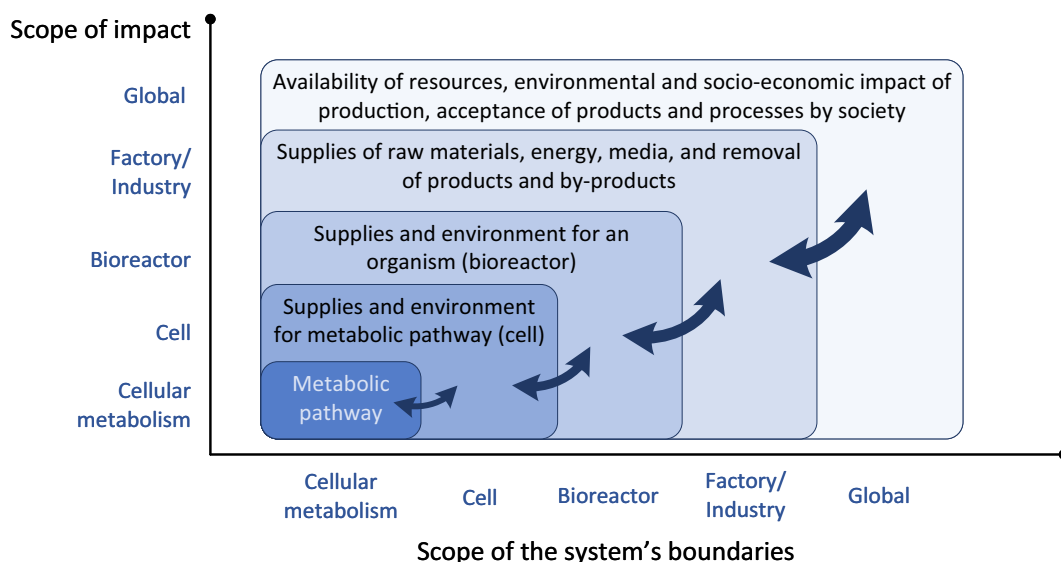 Scope of impact
Global
Factory/
Industry
Bioreactor
Cell
Cellular
metabolism
Availability of resources, environmental and socio-economic impact of
production, acceptance of products and processes by society
Supplies of raw materials, energy, media, and removal
of products and by-products
Supplies and environment for an
organism (bioreactor)
Supplies and environment
for metabolic pathway (cell)
Metabolic
pathway
Cellular
metabolism
Cell
Bioreactor
Factory/
Industry
Global
Scope of the system’s boundaries